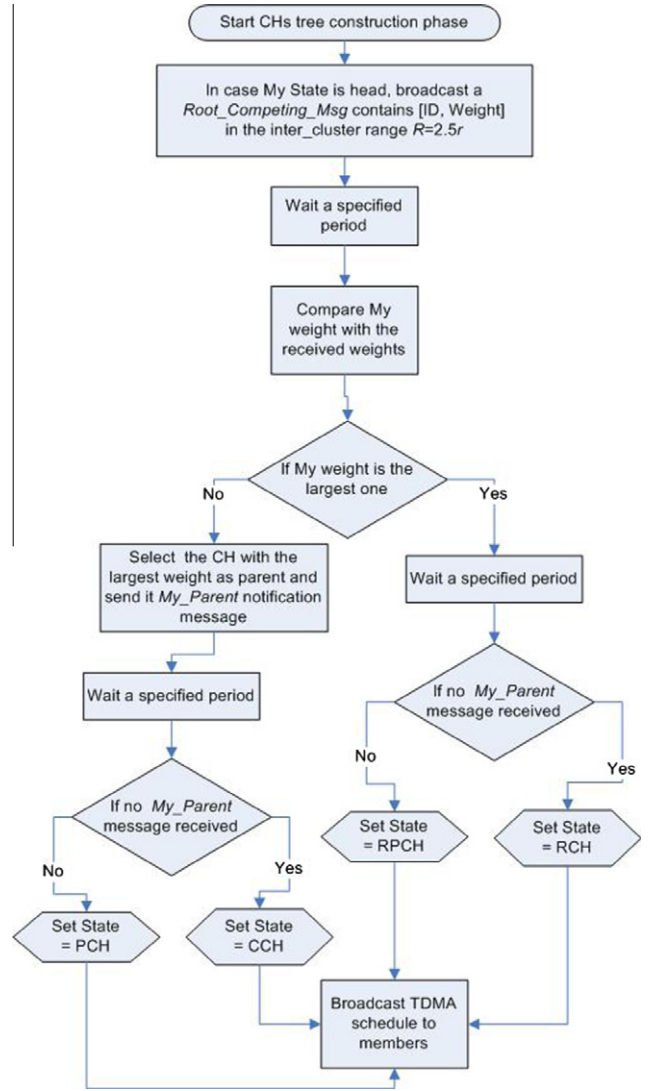 Start CHs tree construction phase
In case My State is head, broadcast a
Root_Competing_Msg contains [ID, Weight]
in the inter_cluster range R=2.5r
Wait a specified
period
Compare My
weight with the
received weights
If My weight is the
largest one
No
Yes
Select the CH with the
largest weight as parent and
send it My_Parent notification
message
Wait a specified period
Wait a specified period
If no My_Parent
message received
No
Yes
If no My_Parent
message received
No
Yes
Set State
= RPCH
Set State
= RCH
Set State
= PCH
Set State
= CCH
Broadcast TDMA
schedule to
members